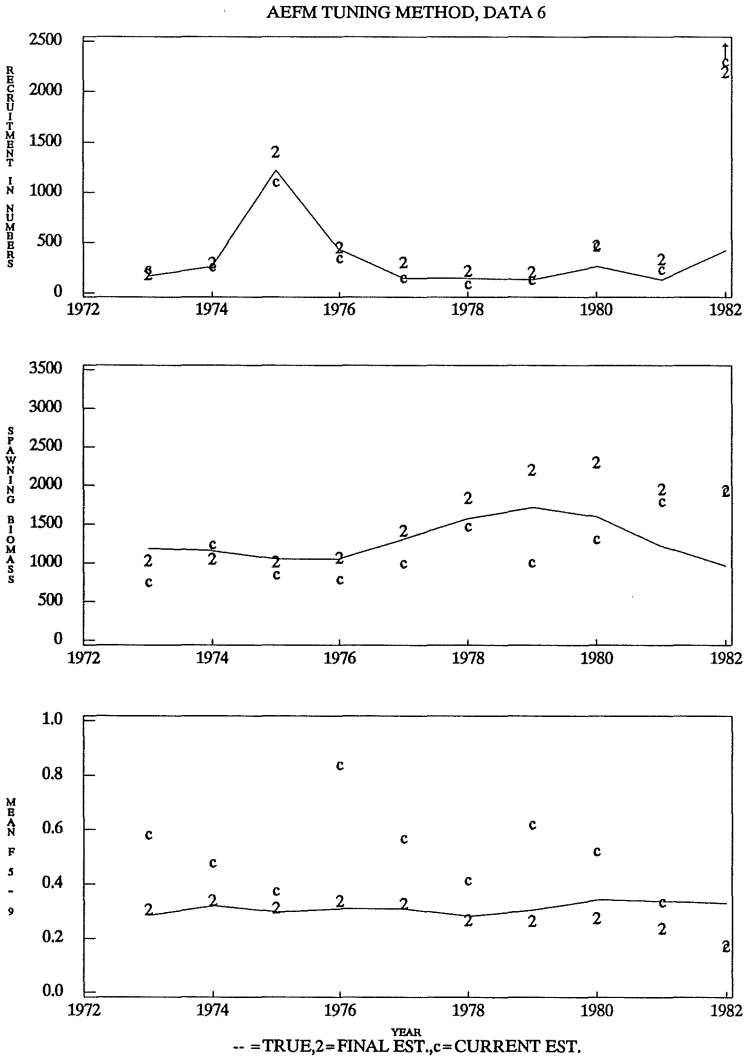 AEFM TUNING METHOD, DATA 6
RECRUITMENT IN NUMBERS
2500
2000
1500
1000
500
0
1972 1974 1976 1978 1980 1982
SPAWNING BIOMASS
3500
3000
2500
2000
1500
1000
500
0
1972 1974 1976 1978 1980 1982
MEAN F 5 - 9
1.0
0.8
0.6
0.4
0.2
0.0
1972 1974 1976 1978 1980 1982
YEAR
-- =TRUE,2=FINAL EST.,c=CURRENT EST.